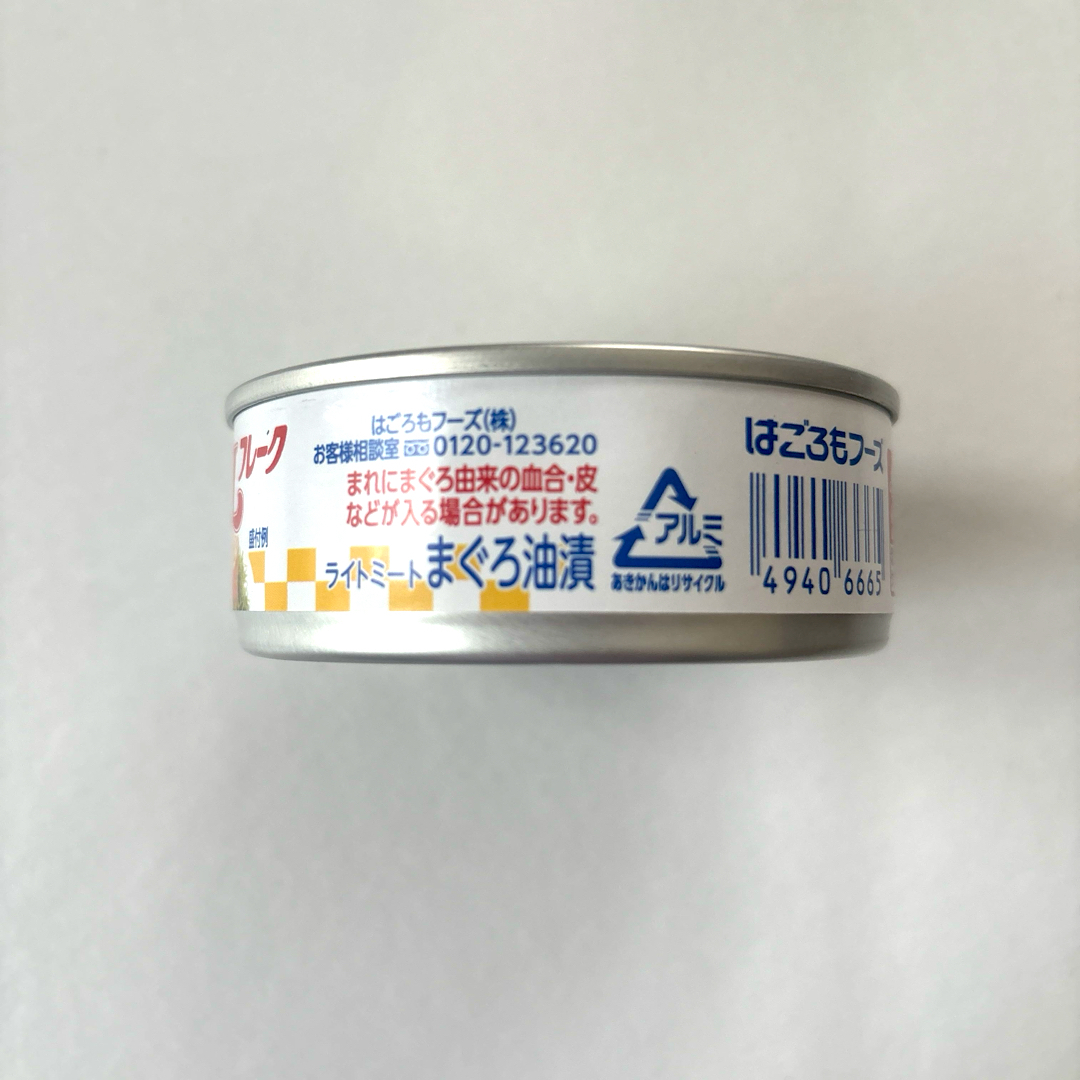 フレーク
盛付例
はごろもフーズ(株)
お客様相談室 0120-123620
まれにまぐろ由来の血合・皮
などが入る場合があります。
ライトミート まぐろ油漬
アルミ
あきかんはリサイクル
はごろもフーズ
4940 6665